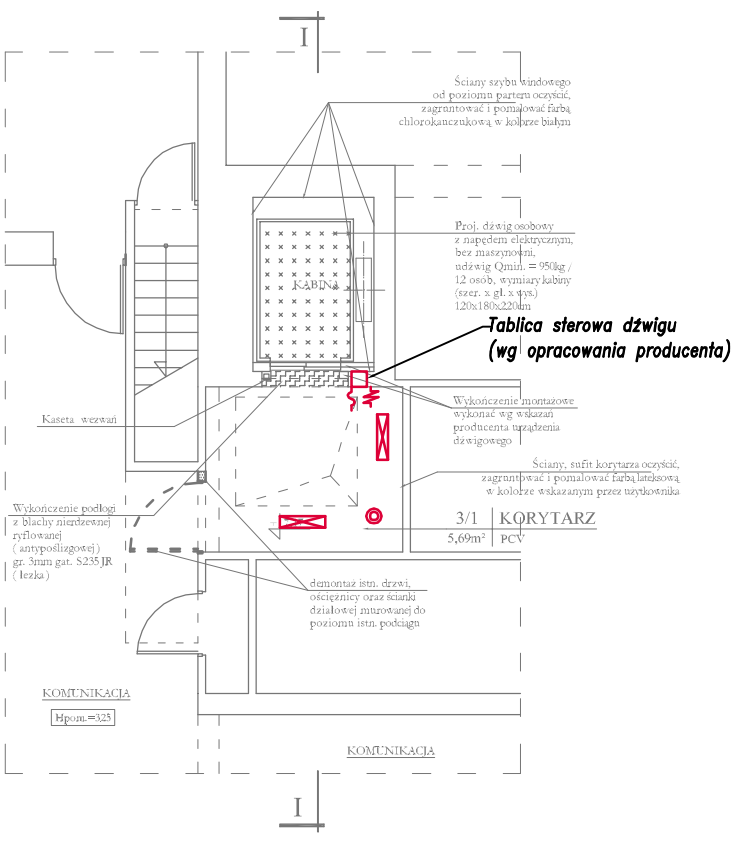 I
Ściany szybu windowego
od poziomu parteru oczyścić,
zagruntować i pomalować farbą
chlorokauczukową w kolorze białym
Proj. dźwig osobowy
z napędem elektrycznym,
bez maszynowni,
udźwig Qmin. = 950kg /
12 osób, wymiary kabiny
(szer. x gł. x wys.)
120x180x220cm
KABINA
Tablica sterowa dźwigu
(wg opracowania producenta)
Kaseta wezwań
Wykończenie montażowe
wykonać wg wskazań
producenta urządzenia
dźwigowego
Ściany, sufit korytarza oczyścić,
zagruntować i pomalować farbą lateksową
w kolorze wskazanym przez użytkownika
Wykończenie podłogi
z blachy nierdzewnej
ryflowanej
( antypoślizgowej )
gr. 3mm gat. S235JR
( łezka )
3/1 KORYTARZ
5,69m² PCV
demontaż istn. drzwi,
ościeżnicy oraz ścianki
działowej murowanej do
poziomu istn. podciągu
KOMUNIKACJA
Hpom.=325
KOMUNIKACJA
I